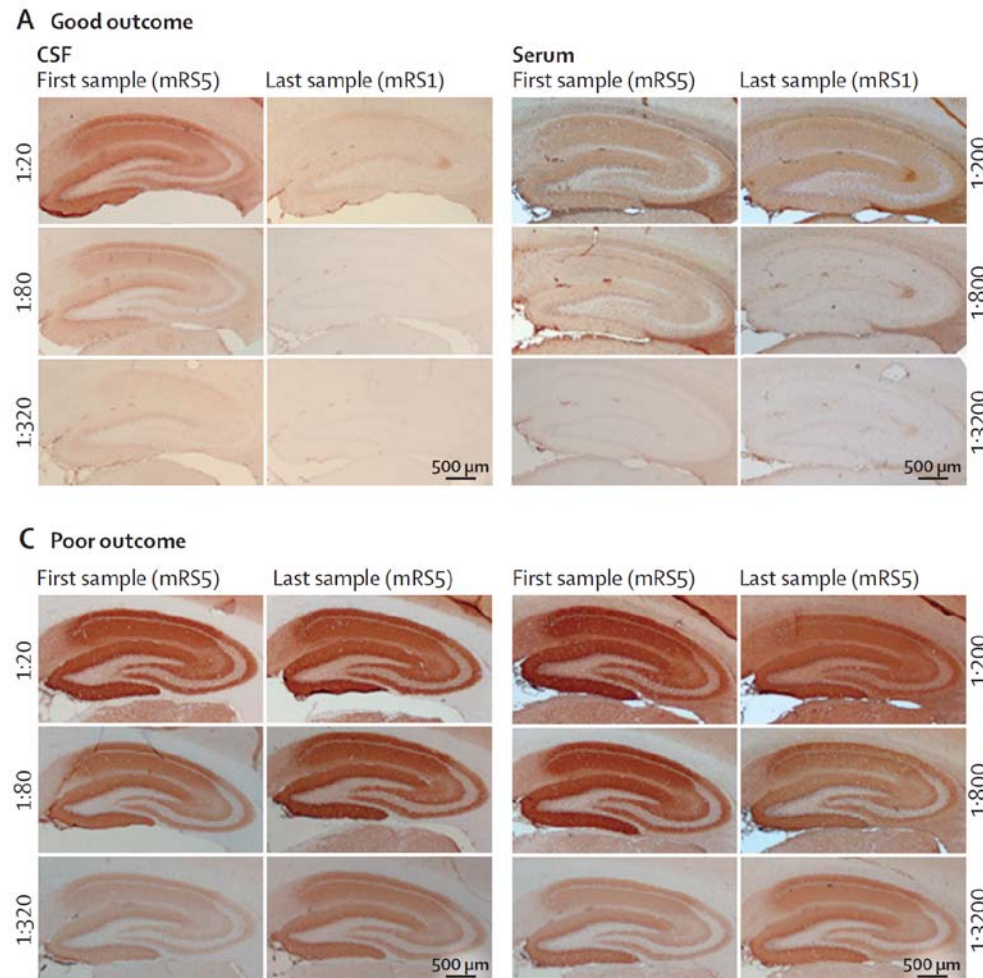 A Good outcome
CSF
Serum
First sample (mRS5)
Last sample (mRS1)
First sample (mRS5)
Last sample (mRS1)
1:20
1:200
1:80
1:800
1:320
1:3200
500 µm
500 µm
C Poor outcome
First sample (mRS5)
Last sample (mRS5)
First sample (mRS5)
Last sample (mRS5)
1:20
1:200
1:80
1:800
1:320
1:3200
500 µm
500 µm